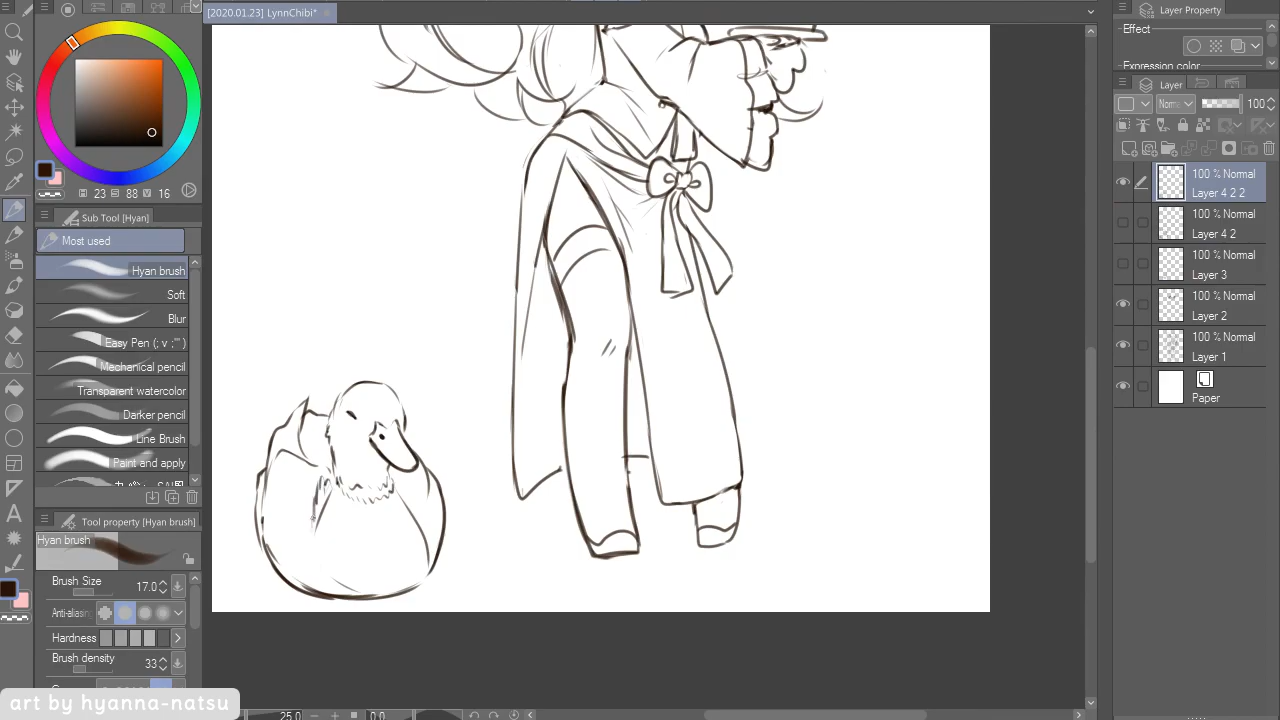 [2020.01.23] LynnChibi*
Layer Property
Effect
Expression color
Layer
Norma
100
23 S 88 V 16
Sub Tool [Hyan]
Most used
Hyan brush
Soft
Blur
Easy Pen (; v ;"" )
Mechanical pencil
Transparent watercolor
Darker pencil
Line Brush
Paint and apply
100 % Normal
Layer 4 2 2
100 % Normal
Layer 4 2
100 % Normal
Layer 3
100 % Normal
Layer 2
100 % Normal
Layer 1
Paper
Tool property [Hyan brush]
Hyan brush
Brush Size 17.0
Anti-aliasing
Hardness
Brush density 33
art by hyanna-natsu
25.0
0.0